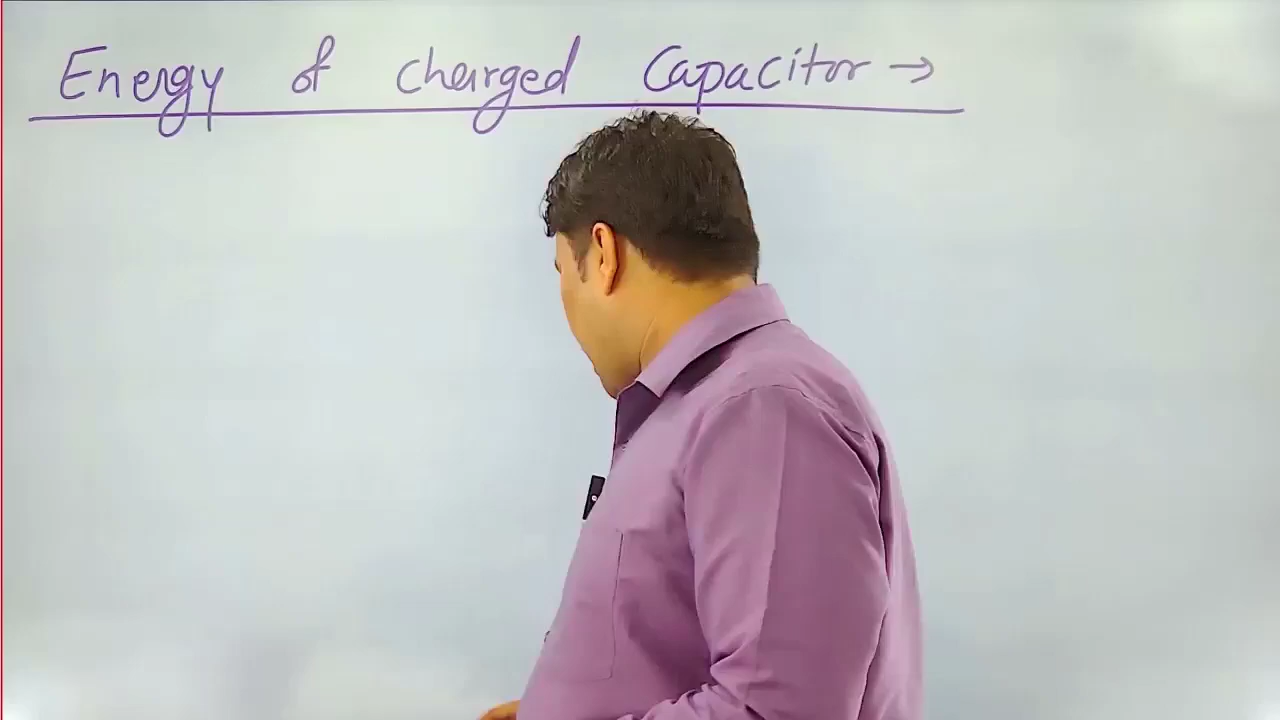 Energy of charged Capacitor →